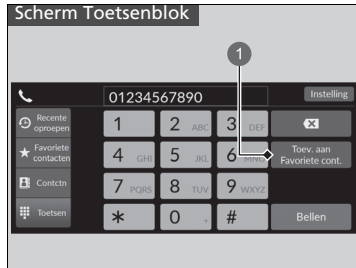 Scherm Toetsenblok
1
01234567890
Instelling
Recente
oproepen
Favoriete
contacten
Contctn
Toetsen
1
2 ABC
3 DEF
4 GHI
5 JKL
6 MNO
7 PQRS
8 TUV
9 WXYZ
*
0 +
#
Toev. aan
Favoriete cont.
Bellen